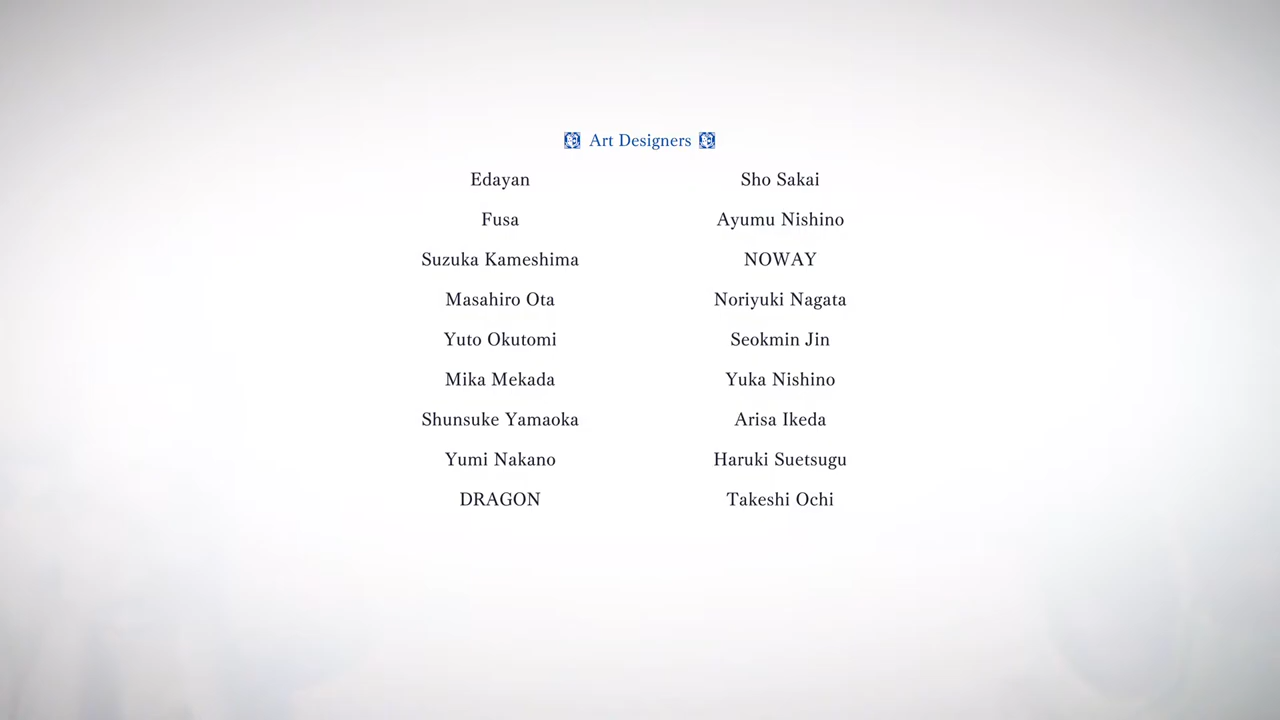 Art Designers
Edayan Sho Sakai
Fusa Ayumu Nishino
Suzuka Kameshima NOWAY
Masahiro Ota Noriyuki Nagata
Yuto Okutomi Seokmin Jin
Mika Mekada Yuka Nishino
Shunsuke Yamaoka Arisa Ikeda
Yumi Nakano Haruki Suetsugu
DRAGON Takeshi Ochi